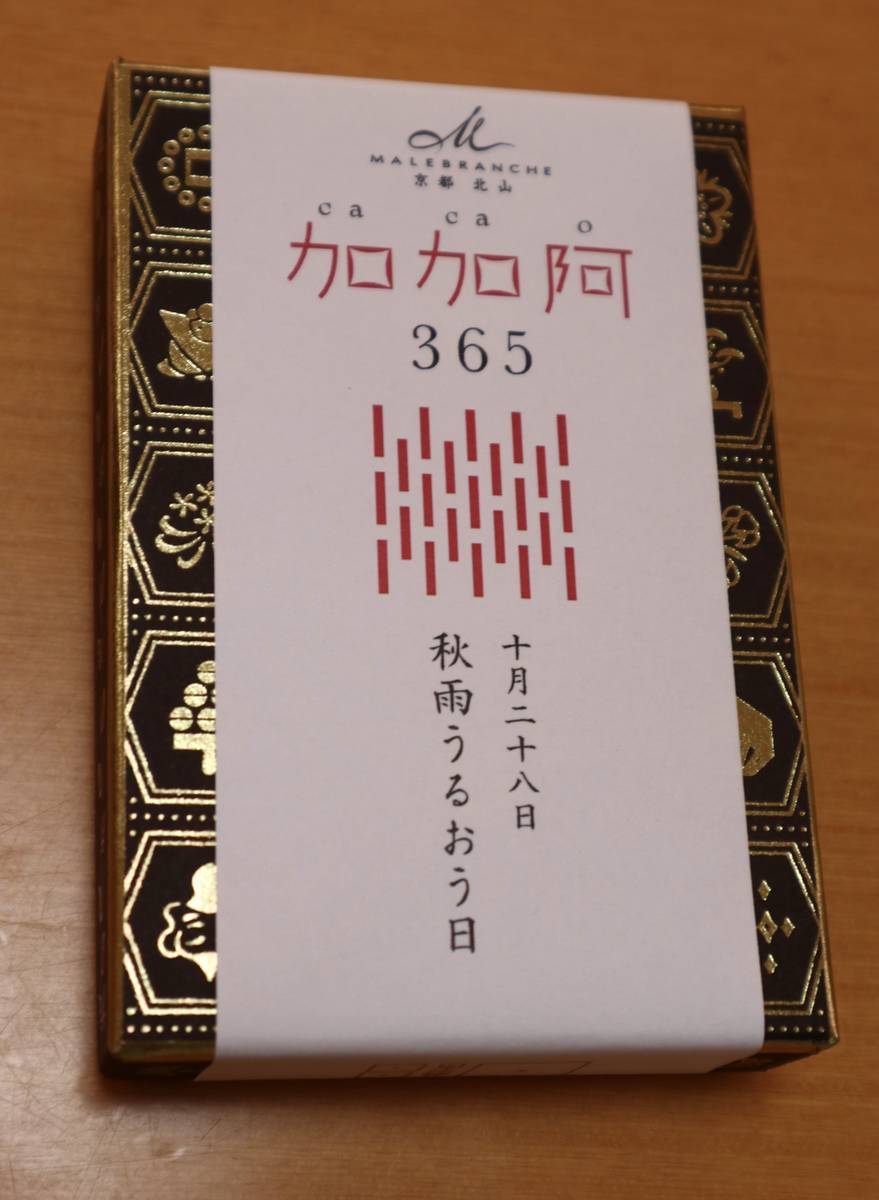 MALEBRANCHE
京都 北山
ca ca o
加加阿
365
十月二十八日
秋雨うるおう日